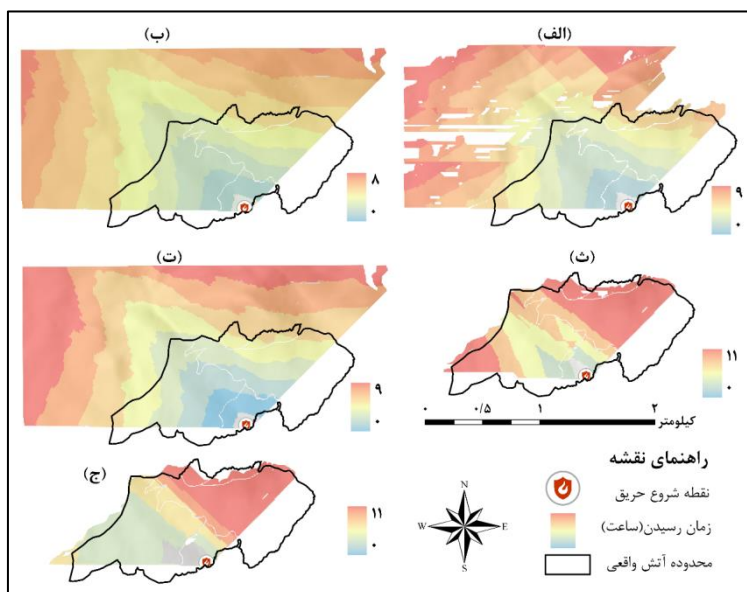 (الف)
۹
۰
(ب)
۸
۰
(ث)
۱۱
۰
(ت)
۹
۰
۰ ۰/۵ ۱ ۲
کیلومتر
(ج)
۱۱
۰
N
W E
S
راهنمای نقشه
نقطه شروع حریق
زمان رسیدن(ساعت)
محدوده آتش واقعی